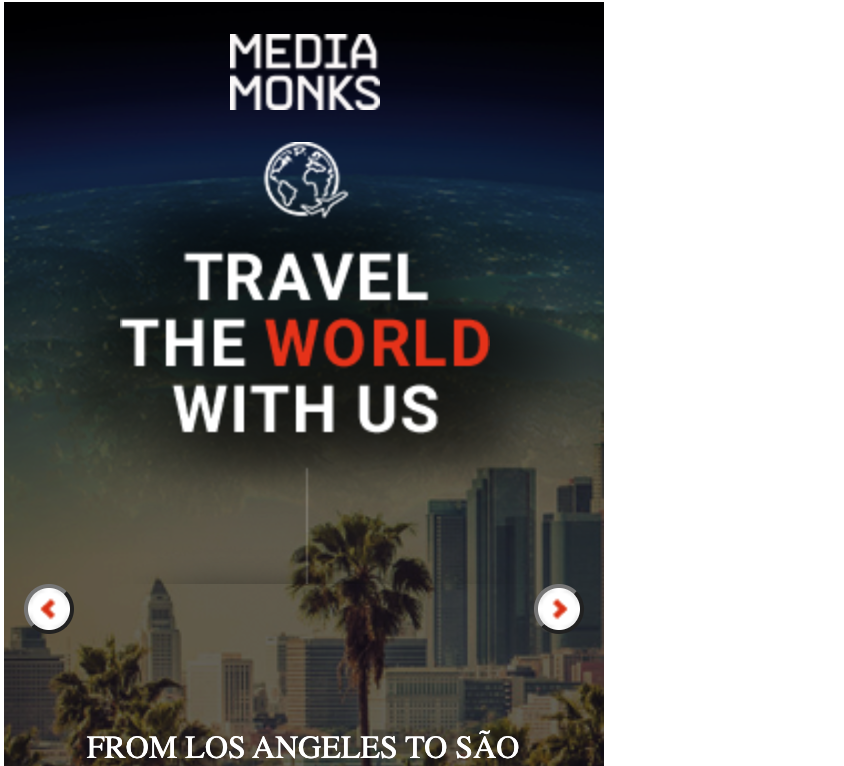 MEDIA
MONKS
TRAVEL
THE WORLD
WITH US
FROM LOS ANGELES TO SÃO